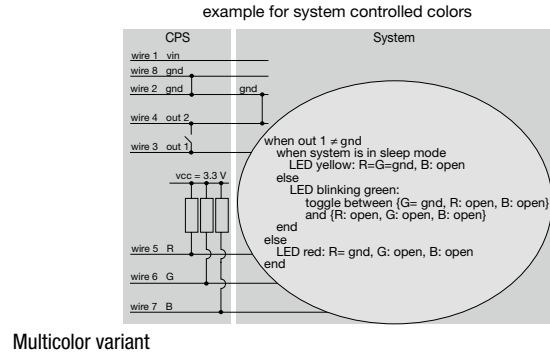 example for system controlled colors
CPS
System
wire 1 vin
wire 8 gnd
wire 2 gnd
gnd
wire 4 out 2
wire 3 out 1
vcc = 3.3 V
when out 1 ≠ gnd
when system is in sleep mode
LED yellow: R=G=gnd, B: open
else
LED blinking green:
toggle between {G= gnd, R: open, B: open}
and {R: open, G: open, B: open}
end
else
LED red: R= gnd, G: open, B: open
end
wire 5 R
wire 6 G
wire 7 B
Multicolor variant